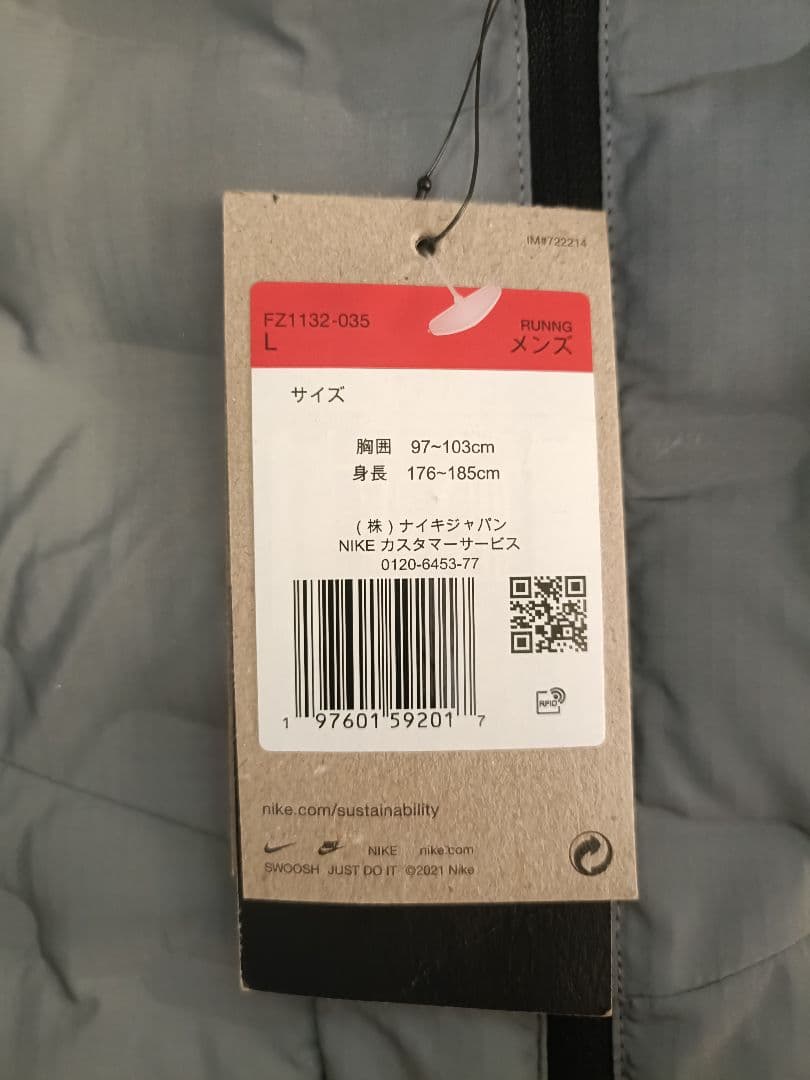 IM#722214
FZ1132-035
L
RUNNG
メンズ
サイズ
胸囲 97~103cm
身長 176~185cm
(株)ナイキジャパン
NIKE カスタマーサービス
0120-6453-77
1 97601 59201 7
RFID
nike.com/sustainability
NIKE nike.com
SWOOSH JUST DO IT ©2021 Nike